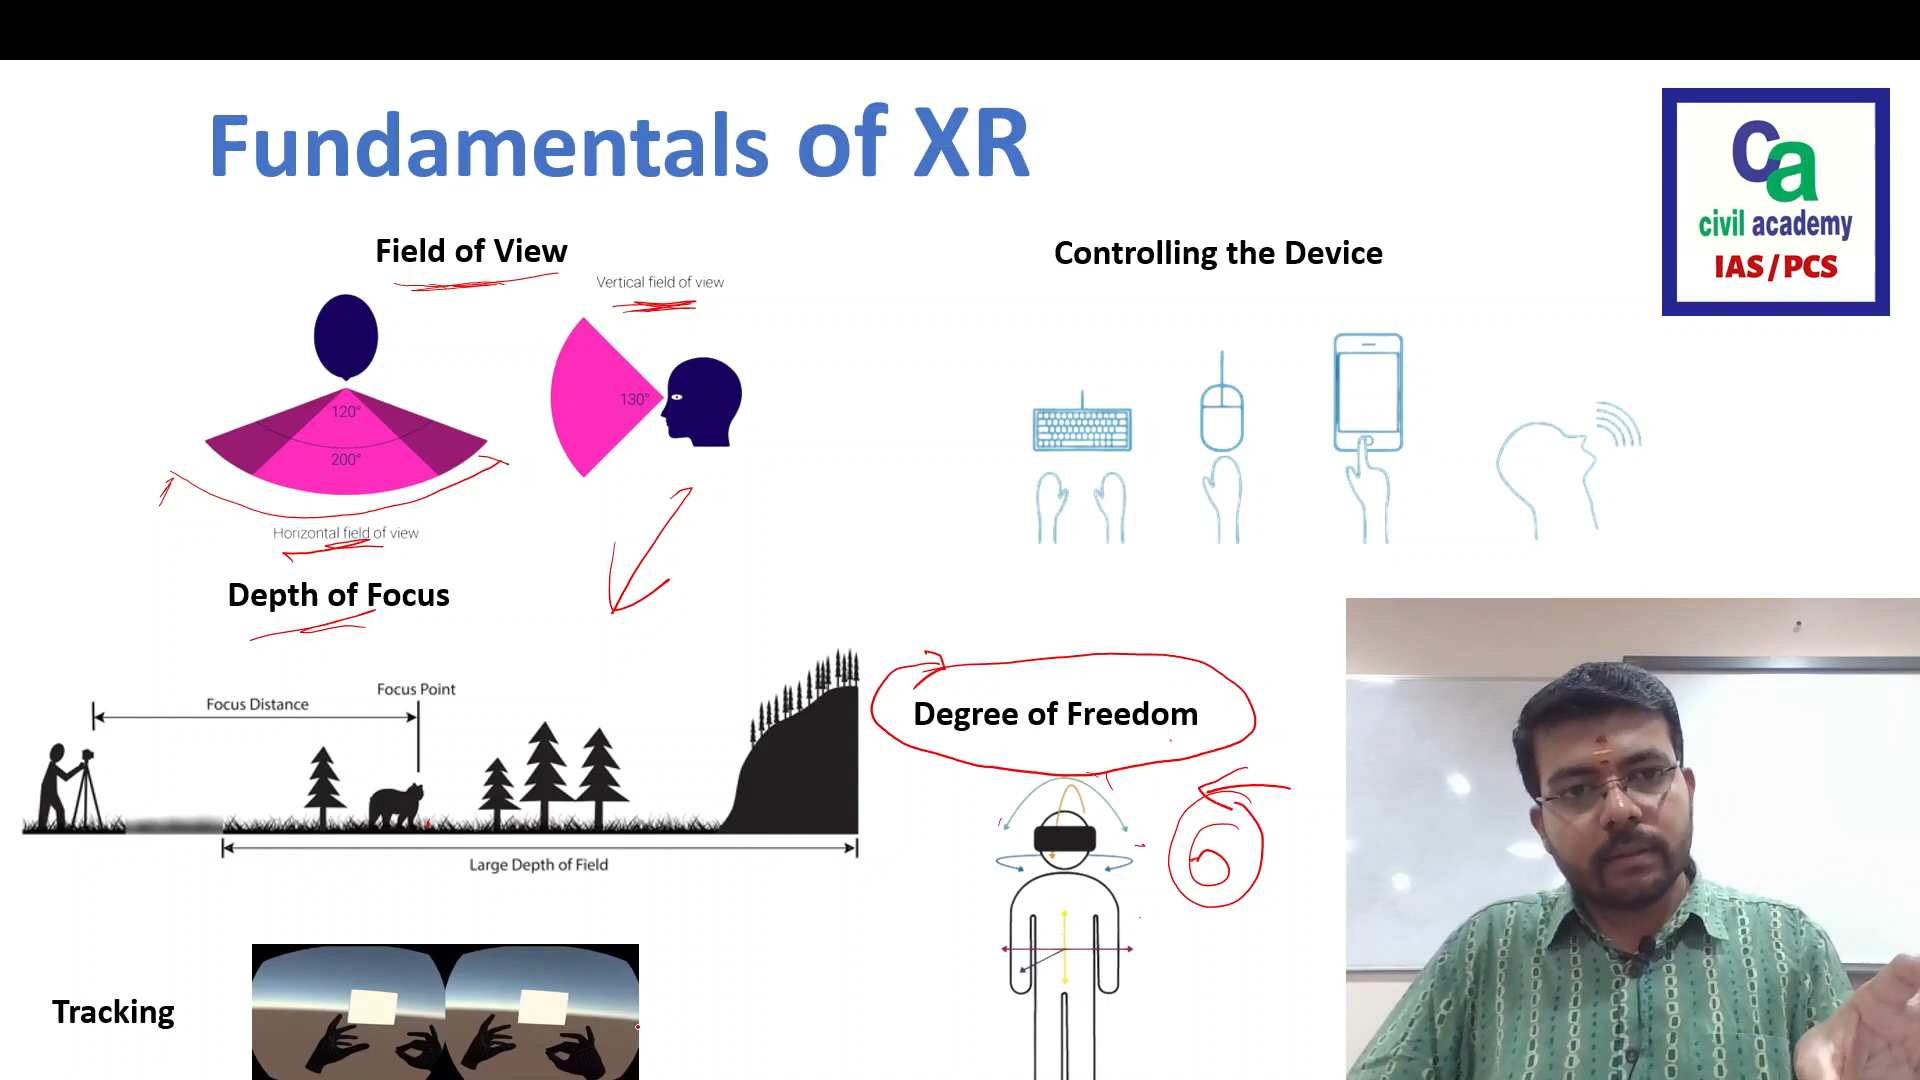 Fundamentals of XR
ca
civil academy
IAS/PCS
Field of View
Vertical field of view
120°
200°
130°
Horizontal field of view
Controlling the Device
Depth of Focus
Focus Point
Focus Distance
Large Depth of Field
Degree of Freedom
6
Tracking